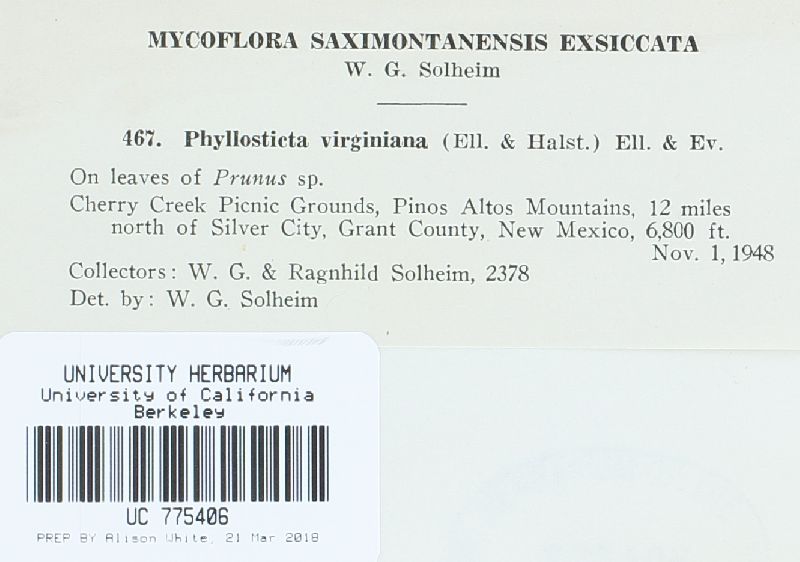 MYCOFLORA SAXIMONTANENSIS EXSICCATA
W. G. Solheim
467. Phyllosticta virginiana (Ell. & Halst.) Ell. & Ev.
On leaves of Prunus sp.
Cherry Creek Picnic Grounds, Pinos Altos Mountains, 12 miles
north of Silver City, Grant County, New Mexico, 6,800 ft.
Nov. 1, 1948
Collectors: W. G. & Ragnhild Solheim, 2378
Det. by: W. G. Solheim
UNIVERSITY HERBARIUM
University of California
Berkeley
UC 775406
PREP BY Alison White, 21 Mar 2018